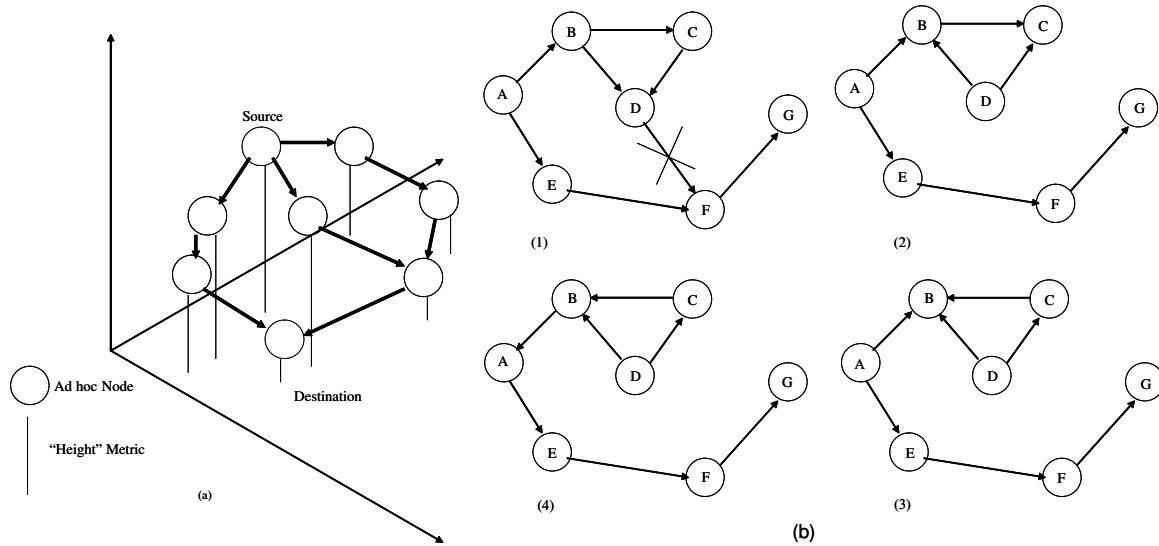 Source
Destination
Ad hoc Node
“Height” Metric
(a)
B
C
A
D
G
E
F
(1)
B
C
A
D
G
E
F
(2)
B
C
A
D
G
E
F
(4)
B
C
A
D
G
E
F
(3)
(b)